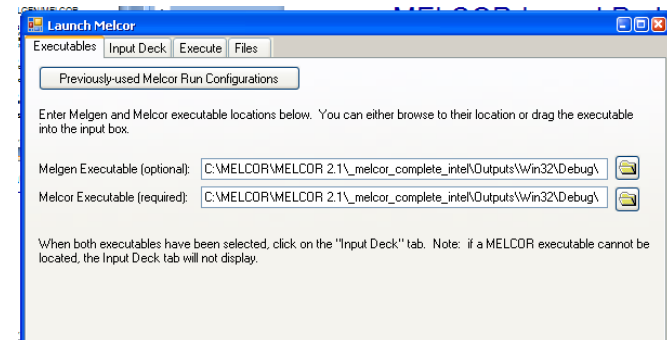 Launch Melcor
Executables Input Deck Execute Files
Previously-used Melcor Run Configurations
Enter Melgen and Melcor executable locations below. You can either browse to their location or drag the executable
into the input box.
Melgen Executable (optional): C:\MELCOR\MELCOR 2.1\_melcor_complete_intel\Outputs\Win32\Debug\
Melcor Executable (required): C:\MELCOR\MELCOR 2.1\_melcor_complete_intel\Outputs\Win32\Debug\
When both executables have been selected, click on the "Input Deck" tab. Note: if a MELCOR executable cannot be
located, the Input Deck tab will not display.